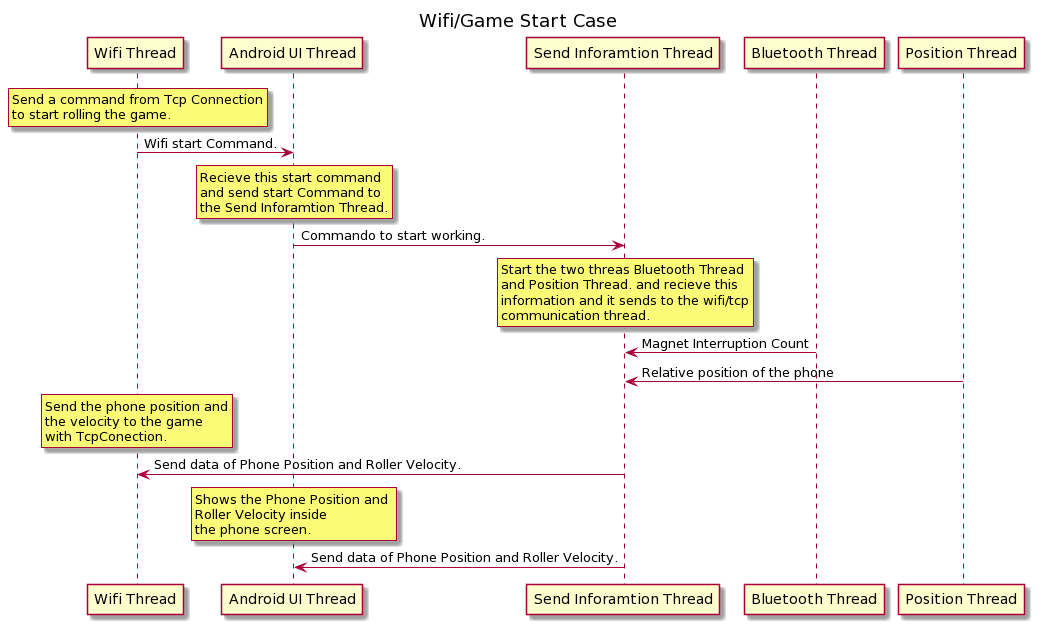 Wifi/Game Start Case
Wifi Thread
Android UI Thread
Send Inforamtion Thread
Bluetooth Thread
Position Thread
Send a command from Tcp Connection
to start rolling the game.
Wifi start Command.
Recieve this start command
and send start Command to
the Send Inforamtion Thread.
Commando to start working.
Start the two threas Bluetooth Thread
and Position Thread. and recieve this
information and it sends to the wifi/tcp
communication thread.
Magnet Interruption Count
Relative position of the phone
Send the phone position and
the velocity to the game
with TcpConection.
Send data of Phone Position and Roller Velocity.
Shows the Phone Position and
Roller Velocity inside
the phone screen.
Send data of Phone Position and Roller Velocity.
Wifi Thread
Android UI Thread
Send Inforamtion Thread
Bluetooth Thread
Position Thread